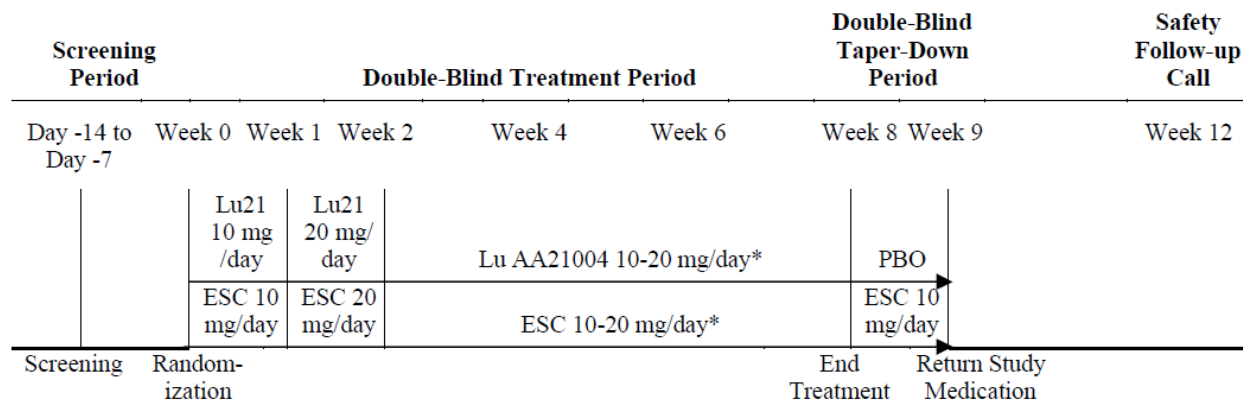 Screening
Period
Double-Blind Treatment Period
Double-Blind
Taper-Down
Period
Safety
Follow-up
Call
Day -14 to
Day -7
Week 0
Week 1
Week 2
Week 4
Week 6
Week 8
Week 9
Week 12
Lu21
10 mg
/day
Lu21
20 mg/
day
Lu AA21004 10-20 mg/day*
PBO
ESC 10
mg/day
ESC 20
mg/day
ESC 10-20 mg/day*
ESC 10
mg/day
Screening
Random-
ization
End
Treatment
Return Study
Medication